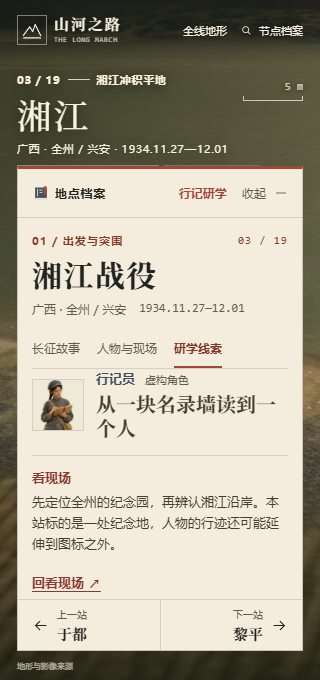 山河之路
THE LONG MARCH
全线地形 节点档案
03 / 19 —— 湘江冲积平地
5 m
湘江
广西 · 全州 / 兴安 · 1934.11.27—12.01
地点档案 行记研学 收起 —
01 / 出发与突围 03 / 19
湘江战役
广西 · 全州 / 兴安 1934.11.27—12.01
长征故事 人物与现场 研学线索
行记员 虚构角色
从一块名录墙读到一
个人
看现场
先定位全州的纪念园，再辨认湘江沿岸。本
站标的是一处纪念地，人物的行迹还可能延
伸到图标之外。
回看现场 ↗
← 上一站 下一站 →
于都 黎平
地形与影像来源